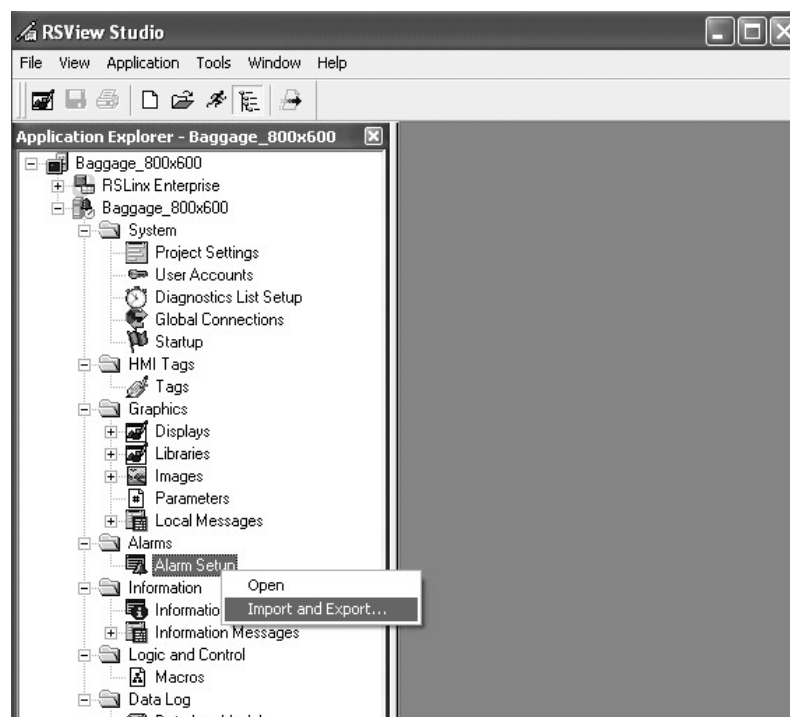 RSView Studio
File View Application Tools Window Help
Application Explorer - Baggage_800x600
Baggage_800x600
RSLinx Enterprise
Baggage_800x600
System
Project Settings
User Accounts
Diagnostics List Setup
Global Connections
Startup
HMI Tags
Tags
Graphics
Displays
Libraries
Images
Parameters
Local Messages
Alarms
Alarm Setup
Open
Information
Import and Export...
Informatio
Information Messages
Logic and Control
Macros
Data Log